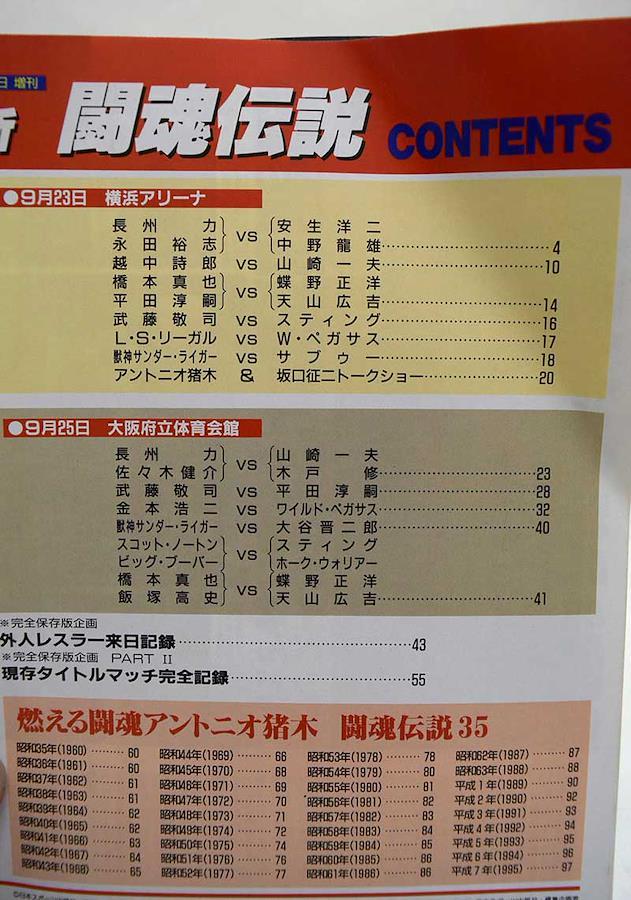 日 増刊
闘魂伝説 CONTENTS
●9月23日 横浜アリーナ
長州力 安生洋二
VS
永田裕志 中野龍雄……4
越中詩郎 VS 山崎一夫……10
橋本真也 蝶野正洋
VS
平田淳嗣 天山広吉……14
武藤敬司 VS スティング……16
L・S・リーガル VS W・ペガサス……17
獣神サンダー・ライガー VS サブゥー……18
アントニオ猪木 & 坂口征二トークショー……20
●9月25日 大阪府立体育会館
長州力 山崎一夫
VS
佐々木健介 木戸修……23
武藤敬司 VS 平田淳嗣……28
金本浩二 VS ワイルド・ペガサス……32
獣神サンダー・ライガー VS 大谷晋二郎……40
スコット・ノートン スティング
VS
ビッグ・ブーバー ホーク・ウォリアー
橋本真也 蝶野正洋
VS
飯塚高史 天山広吉……41
※完全保存版企画
外人レスラー来日記録……43
※完全保存版企画 PART II
現存タイトルマッチ完全記録……55
燃える闘魂アントニオ猪木 闘魂伝説35
昭和35年(1960)……60
昭和36年(1961)……60
昭和37年(1962)……61
昭和38年(1963)……61
昭和39年(1964)……62
昭和40年(1965)……62
昭和41年(1966)……63
昭和42年(1967)……64
昭和43年(1968)……65
昭和44年(1969)……66
昭和45年(1970)……68
昭和46年(1971)……69
昭和47年(1972)……70
昭和48年(1973)……71
昭和49年(1974)……72
昭和50年(1975)……74
昭和51年(1976)……76
昭和52年(1977)……77
昭和53年(1978)……78
昭和54年(1979)……80
昭和55年(1980)……81
昭和56年(1981)……82
昭和57年(1982)……83
昭和58年(1983)……84
昭和59年(1984)……85
昭和60年(1985)……86
昭和61年(1986)……86
昭和62年(1987)……87
昭和63年(1988)……88
平成1年(1989)……90
平成2年(1990)……92
平成3年(1991)……93
平成4年(1992)……94
平成5年(1993)……95
平成6年(1994)……96
平成7年(1995)……97